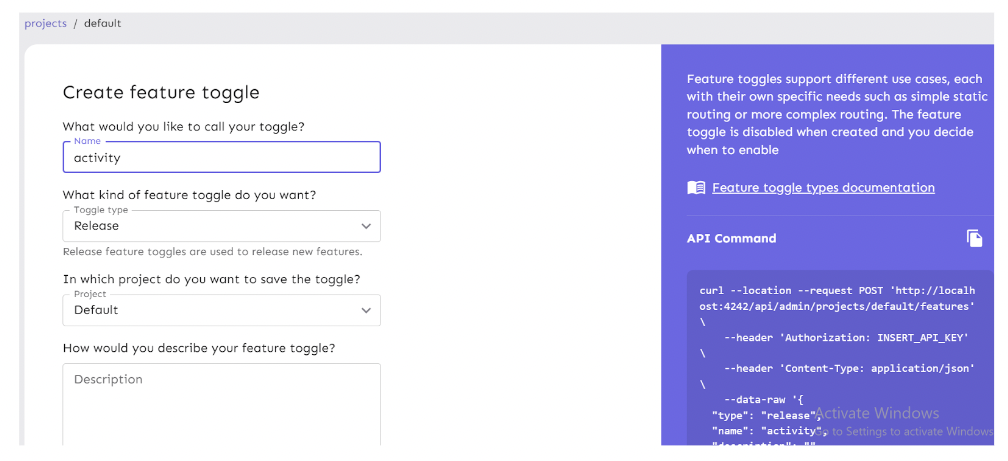 projects / default
Create feature toggle
What would you like to call your toggle?
Name
activity
What kind of feature toggle do you want?
Toggle type
Release
Release feature toggles are used to release new features.
In which project do you want to save the toggle?
Project
Default
How would you describe your feature toggle?
Description
Feature toggles support different use cases, each
with their own specific needs such as simple static
routing or more complex routing. The feature
toggle is disabled when created and you decide
when to enable
Feature toggle types documentation
API Command
curl --location --request POST 'http://localh
ost:4242/api/admin/projects/default/features'
\
--header 'Authorization: INSERT_API_KEY'
\
--header 'Content-Type: application/json'
\
--data-raw '{
"type": "release",
"name": "activity",
"description": ""
Activate Windows
to Settings to activate Windows